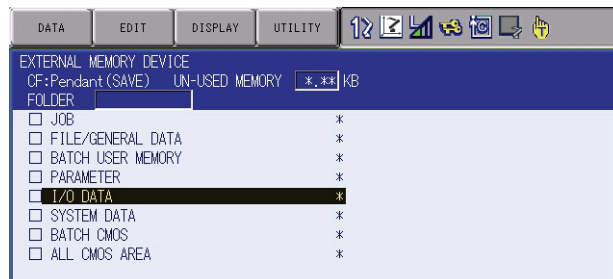 DATA EDIT DISPLAY UTILITY
EXTERNAL MEMORY DEVICE
CF:Pendant(SAVE) UN-USED MEMORY *.** KB
FOLDER
JOB *
FILE/GENERAL DATA *
BATCH USER MEMORY *
PARAMETER *
I/O DATA *
SYSTEM DATA *
BATCH CMOS *
ALL CMOS AREA *